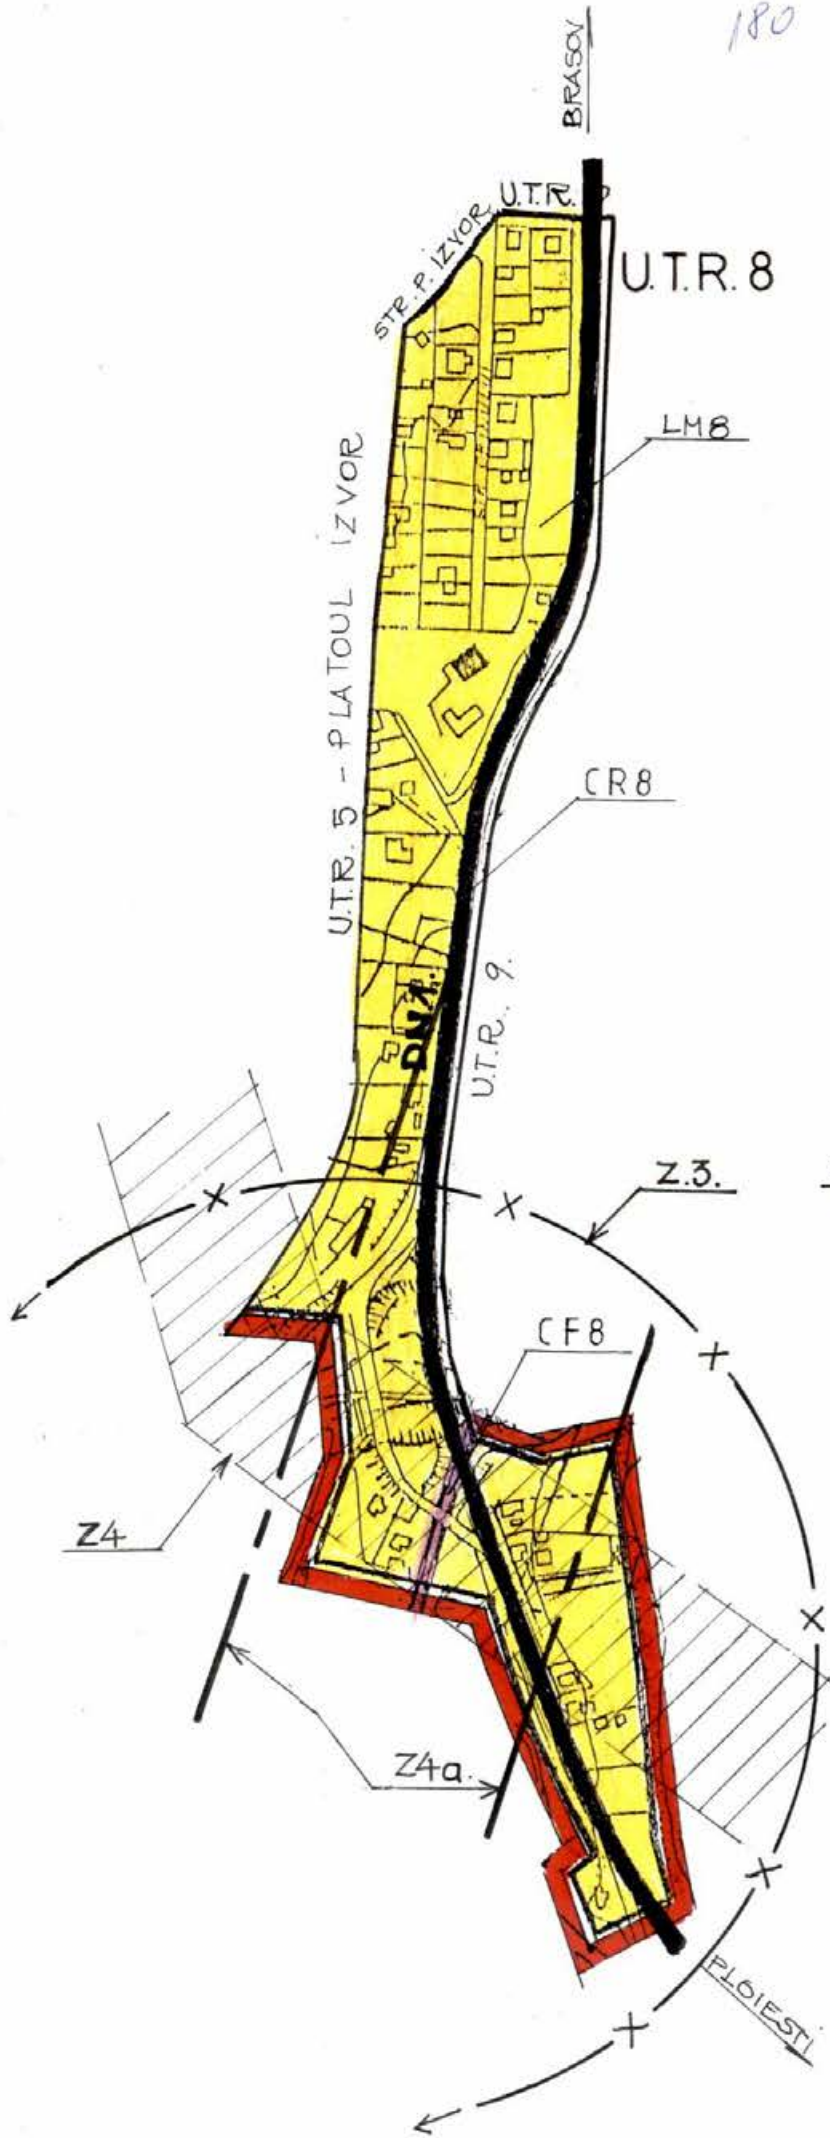 180
BRASOV
U.T.R.
STR. P. IZVOR
U.T.R. 8
LM8
U.T.R. 5 - PLATOUL IZVOR
CR8
DN1.
U.T.R. 9.
Z.3.
CF8
Z4
Z4a.
PLOIESTI